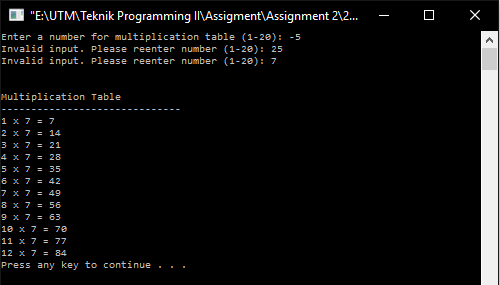 "E:\UTM\Teknik Programming II\Assigment\Assignment 2\2...
Enter a number for multiplication table (1-20): -5
Invalid input. Please reenter number (1-20): 25
Invalid input. Please reenter number (1-20): 7
Multiplication Table
------------------------------
1 x 7 = 7
2 x 7 = 14
3 x 7 = 21
4 x 7 = 28
5 x 7 = 35
6 x 7 = 42
7 x 7 = 49
8 x 7 = 56
9 x 7 = 63
10 x 7 = 70
11 x 7 = 77
12 x 7 = 84
Press any key to continue . . .